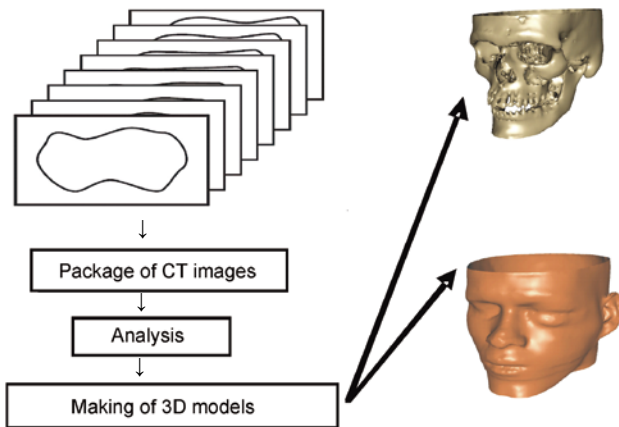 Package of CT images
Analysis
Making of 3D models